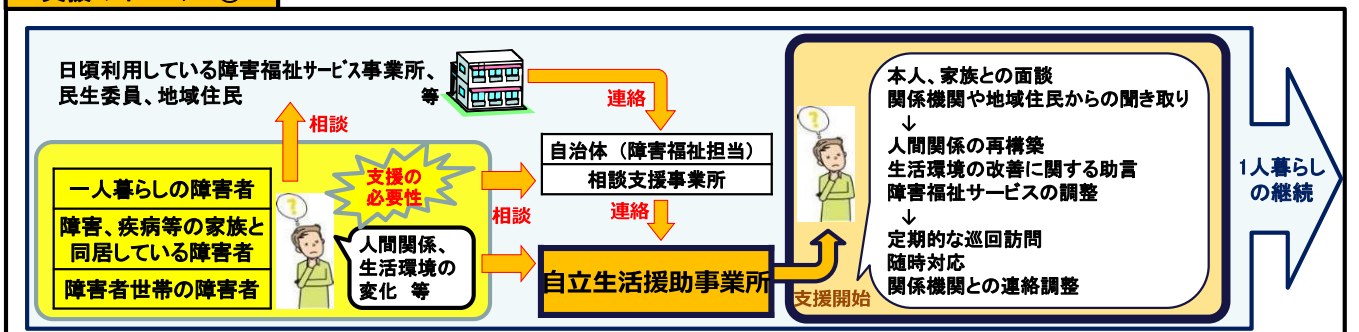 日頃利用している障害福祉サービス事業所、
民生委員、地域住民 等
連絡
相談
一人暮らしの障害者
障害、疾病等の家族と
同居している障害者
障害者世帯の障害者
支援の
必要性
?
人間関係、
生活環境の
変化 等
相談
自治体（障害福祉担当）
相談支援事業所
連絡
自立生活援助事業所
支援開始
?
本人、家族との面談
関係機関や地域住民からの聞き取り
↓
人間関係の再構築
生活環境の改善に関する助言
障害福祉サービスの調整
↓
定期的な巡回訪問
随時対応
関係機関との連絡調整
1人暮らし
の継続